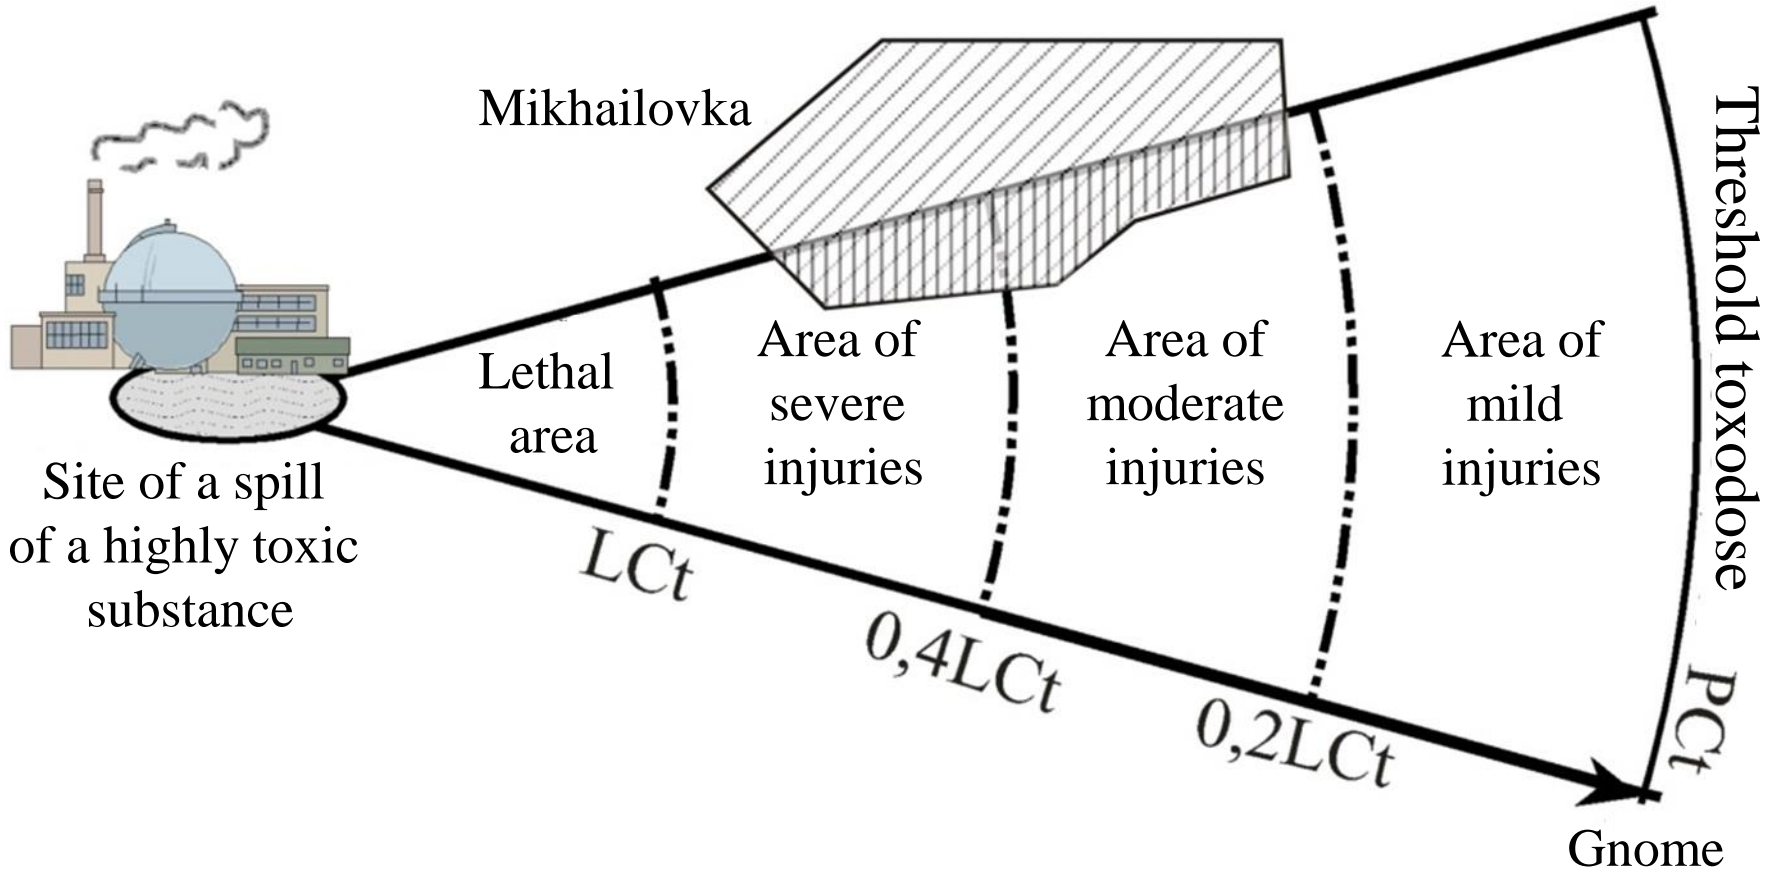 Mikhailovka
Lethal
area
Area of
severe
injuries
Area of
moderate
injuries
Area of
mild
injuries
Threshold toxodose
PCt
Site of a spill
of a highly toxic
substance
LCt
0,4LCt
0,2LCt
Gnome